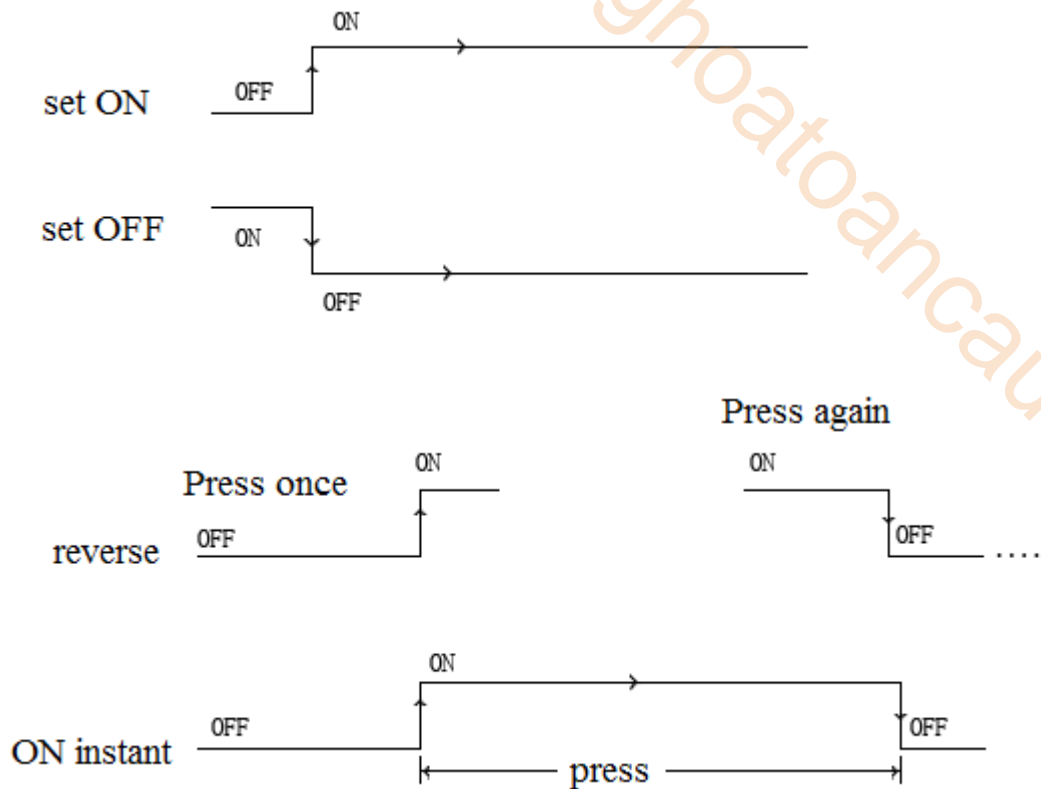 ON
OFF
set ON
set OFF
ON
OFF
Press again
ON
ON
Press once
OFF
OFF
reverse
....
ON
OFF
OFF
ON instant
press
ghoatoancau